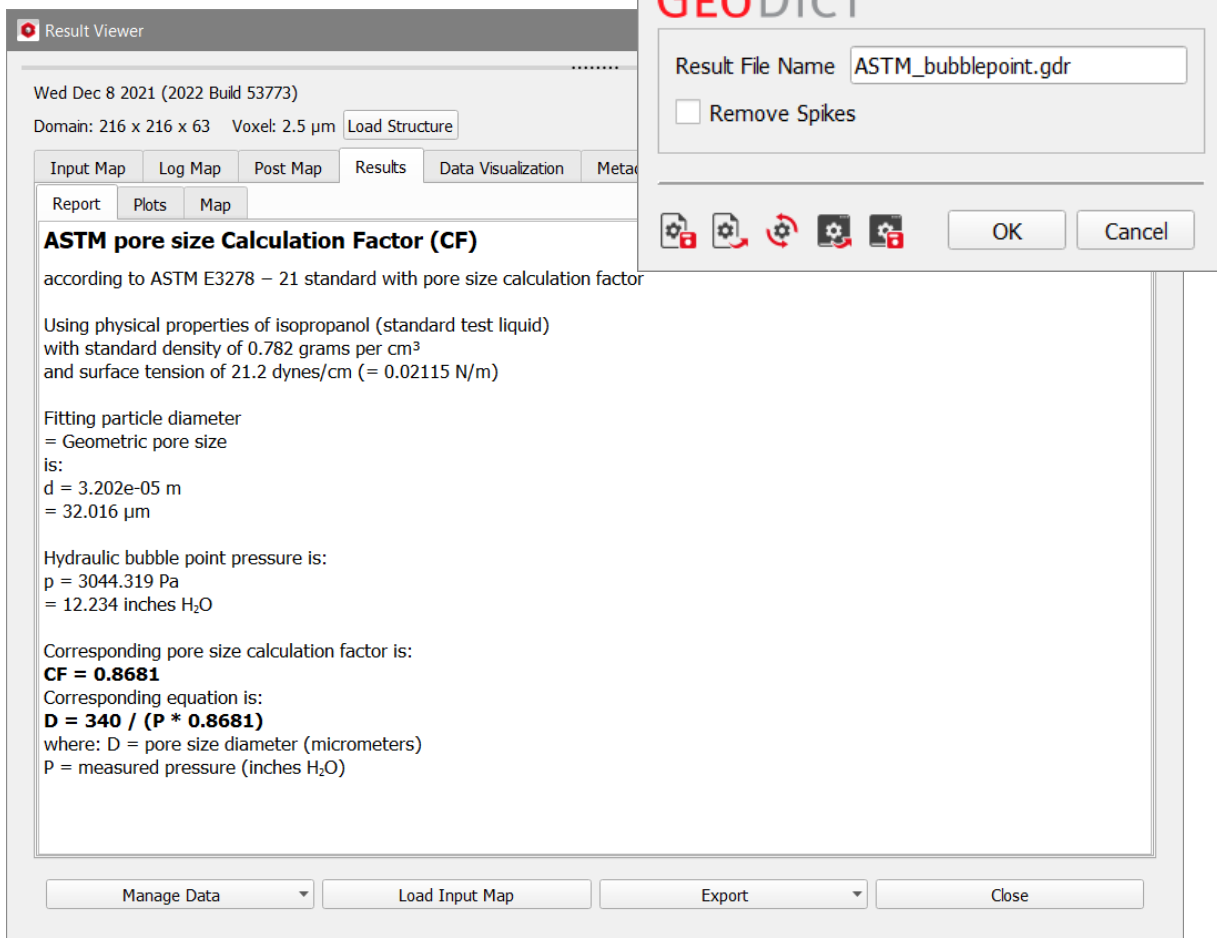 GEODICT
Result File Name ASTM_bubblepoint.gdr
Remove Spikes
OK Cancel
Result Viewer
Wed Dec 8 2021 (2022 Build 53773)
Domain: 216 x 216 x 63 Voxel: 2.5 µm Load Structure
Input Map Log Map Post Map Results Data Visualization
Report Plots Map
ASTM pore size Calculation Factor (CF)
according to ASTM E3278 – 21 standard with pore size calculation factor
Using physical properties of isopropanol (standard test liquid)
with standard density of 0.782 grams per cm³
and surface tension of 21.2 dynes/cm (= 0.02115 N/m)
Fitting particle diameter
= Geometric pore size
is:
d = 3.202e-05 m
= 32.016 µm
Hydraulic bubble point pressure is:
p = 3044.319 Pa
= 12.234 inches H₂O
Corresponding pore size calculation factor is:
CF = 0.8681
Corresponding equation is:
D = 340 / (P * 0.8681)
where: D = pore size diameter (micrometers)
P = measured pressure (inches H₂O)
Manage Data Load Input Map Export Close